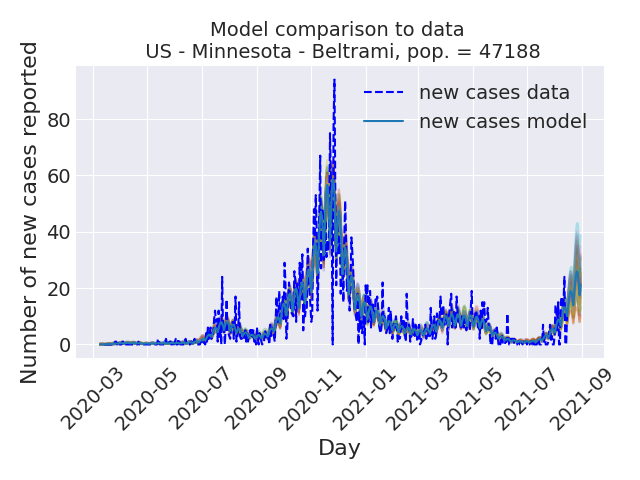 Model comparison to data
US - Minnesota - Beltrami, pop. = 47188
Number of new cases reported
new cases data
new cases model
80
60
40
20
0
2020-03
2020-05
2020-07
2020-09
2020-11
2021-01
2021-03
2021-05
2021-07
2021-09
Day